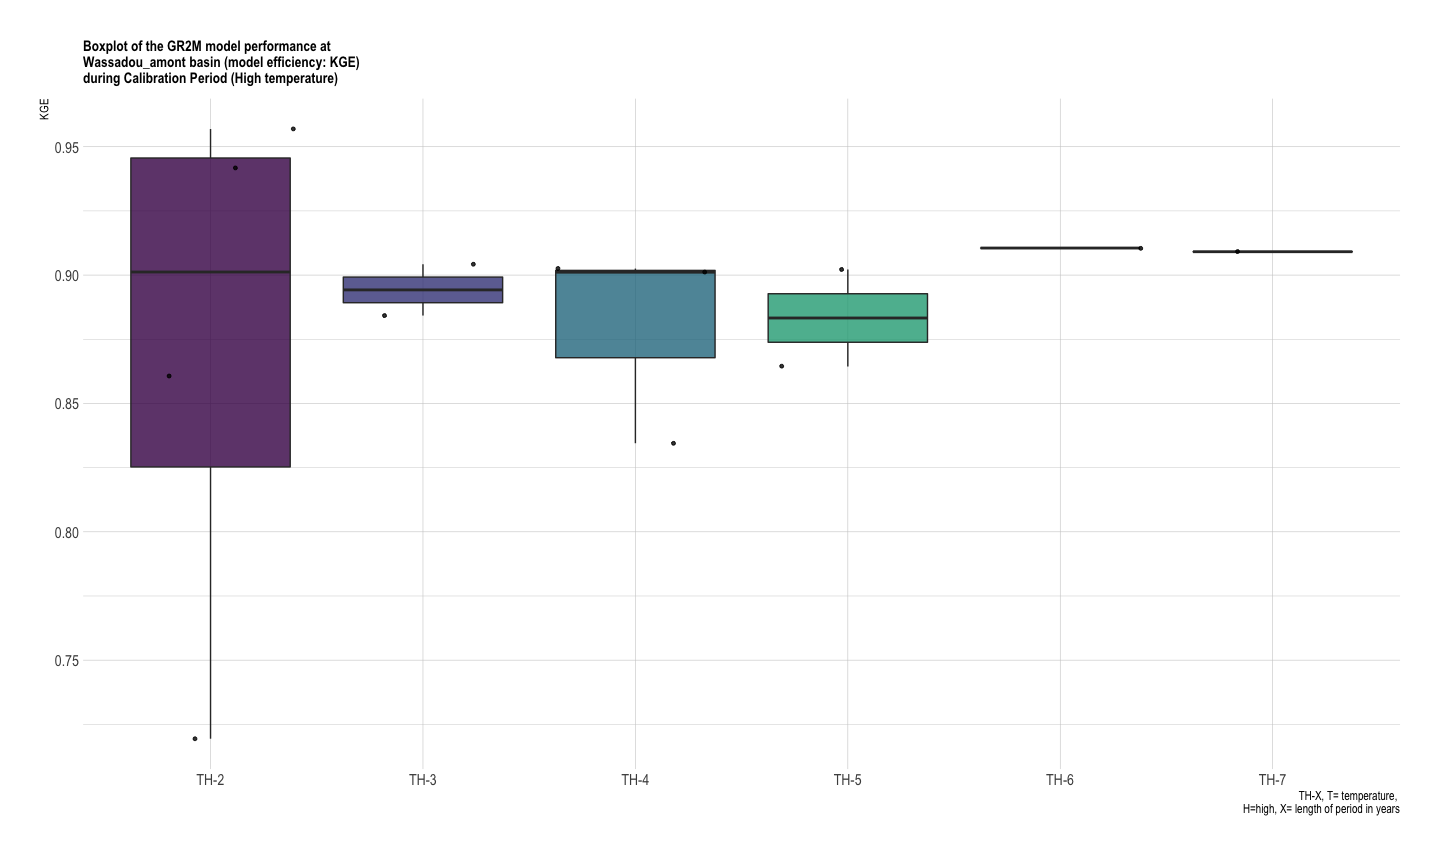 Boxplot of the GR2M model performance at
Wassadou_amont basin (model efficiency: KGE)
during Calibration Period (High temperature)
KGE
0.95
0.90
0.85
0.80
0.75
TH-2 TH-3 TH-4 TH-5 TH-6 TH-7
TH-X, T= temperature,
H=high, X= length of period in years